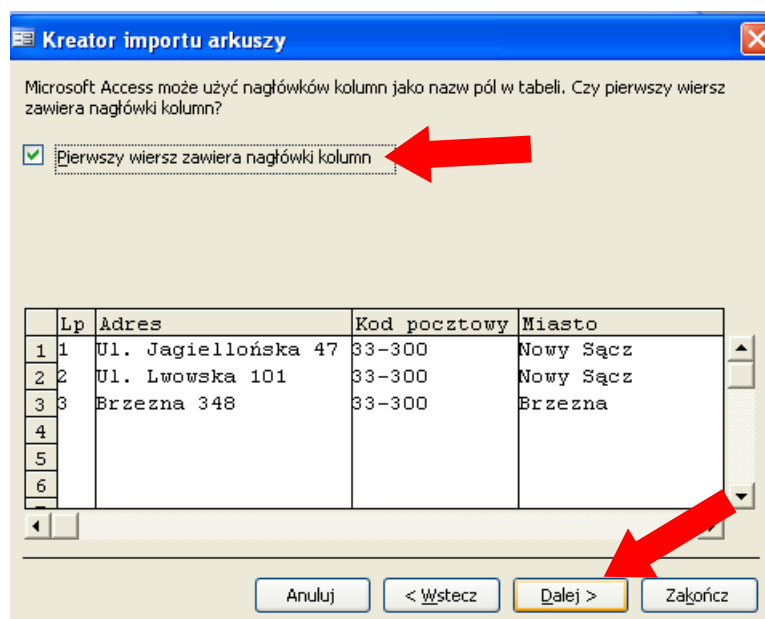 Kreator importu arkuszy
Microsoft Access może użyć nagłówków kolumn jako nazw pól w tabeli. Czy pierwszy wiersz
zawiera nagłówki kolumn?
Pierwszy wiersz zawiera nagłówki kolumn
Lp Adres Kod pocztowy Miasto
1 1 Ul. Jagiellońska 47 33-300 Nowy Sącz
2 2 Ul. Lwowska 101 33-300 Nowy Sącz
3 3 Brzezna 348 33-300 Brzezna
4
5
6
Anuluj < Wstecz Dalej > Zakończ